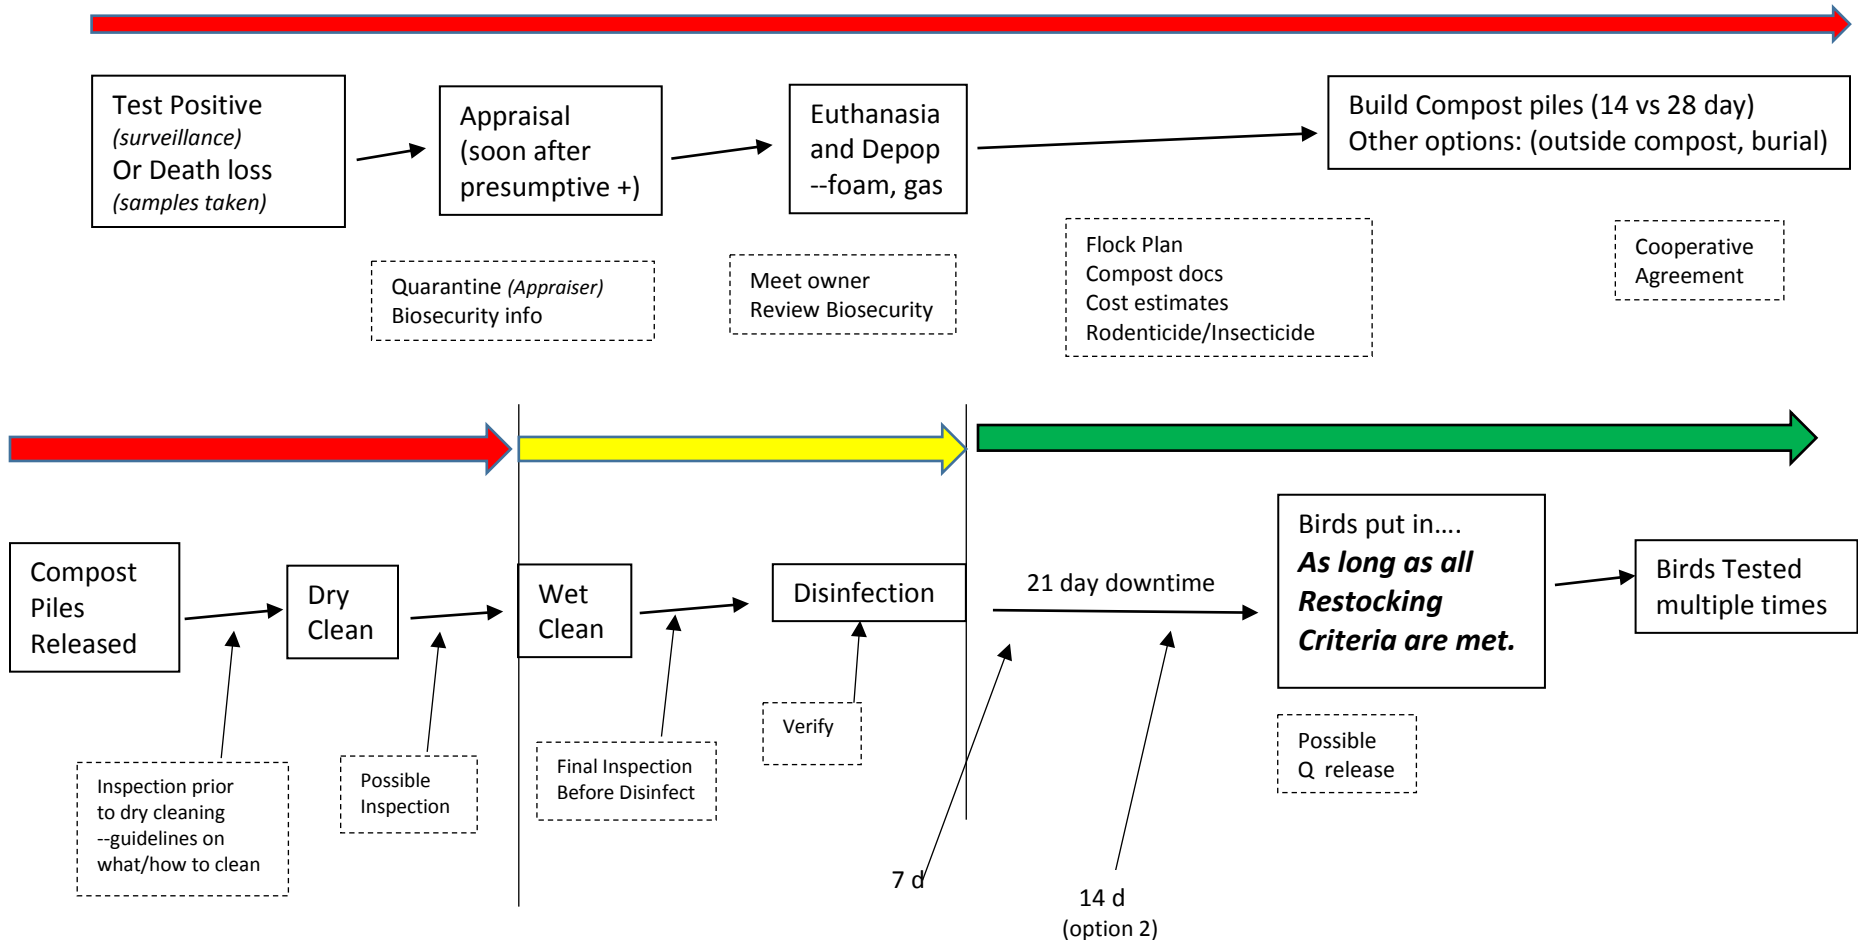 Test Positive
(surveillance)
Or Death loss
(samples taken)
Appraisal
(soon after
presumptive +)
Euthanasia
and Depop
--foam, gas
Build Compost piles (14 vs 28 day)
Other options: (outside compost, burial)
Quarantine (Appraiser)
Biosecurity info
Meet owner
Review Biosecurity
Flock Plan
Compost docs
Cost estimates
Rodenticide/Insecticide
Cooperative
Agreement
Compost
Piles
Released
Dry
Clean
Wet
Clean
Disinfection
21 day downtime
Birds put in....
As long as all
Restocking
Criteria are met.
Birds Tested
multiple times
Inspection prior
to dry cleaning
--guidelines on
what/how to clean
Possible
Inspection
Final Inspection
Before Disinfect
Verify
Possible
Q release
7 d
14 d
(option 2)